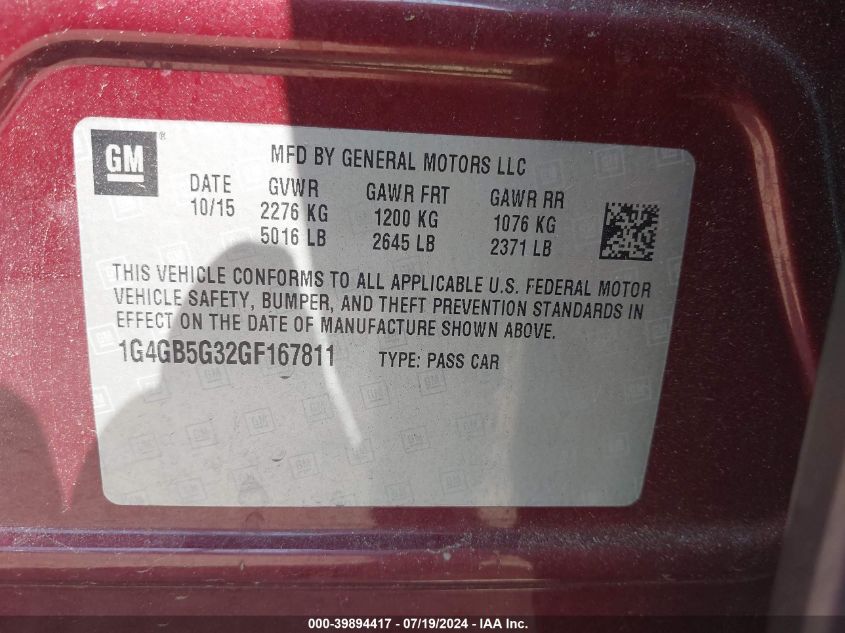 GM ®
MFD BY GENERAL MOTORS LLC
DATE GVWR GAWR FRT GAWR RR
10/15 2276 KG 1200 KG 1076 KG
5016 LB 2645 LB 2371 LB
THIS VEHICLE CONFORMS TO ALL APPLICABLE U.S. FEDERAL MOTOR
VEHICLE SAFETY, BUMPER, AND THEFT PREVENTION STANDARDS IN
EFFECT ON THE DATE OF MANUFACTURE SHOWN ABOVE.
1G4GB5G32GF167811 TYPE: PASS CAR
000-39894417 - 07/19/2024 - IAAI Inc.